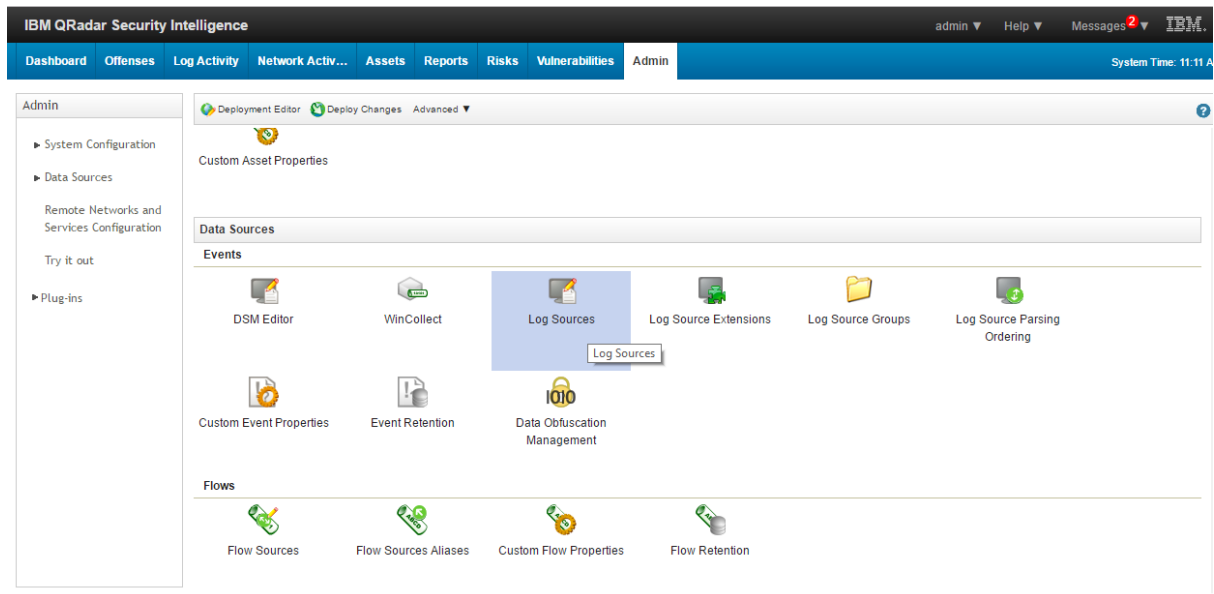 IBM QRadar Security Intelligence
admin ▼ Help ▼ Messages 2 ▼ IBM.
Dashboard Offenses Log Activity Network Activ... Assets Reports Risks Vulnerabilities Admin System Time: 11:11 A
Admin
Deployment Editor Deploy Changes Advanced ▼ ?
System Configuration
Data Sources
Remote Networks and
Services Configuration
Try it out
Plug-ins
Custom Asset Properties
Data Sources
Events
DSM Editor
WinCollect
Log Sources
Log Source Extensions
Log Source Groups
Log Source Parsing
Ordering
Log Sources
Custom Event Properties
Event Retention
1010
Data Obfuscation
Management
Flows
Flow Sources
Flow Sources Aliases
Custom Flow Properties
Flow Retention